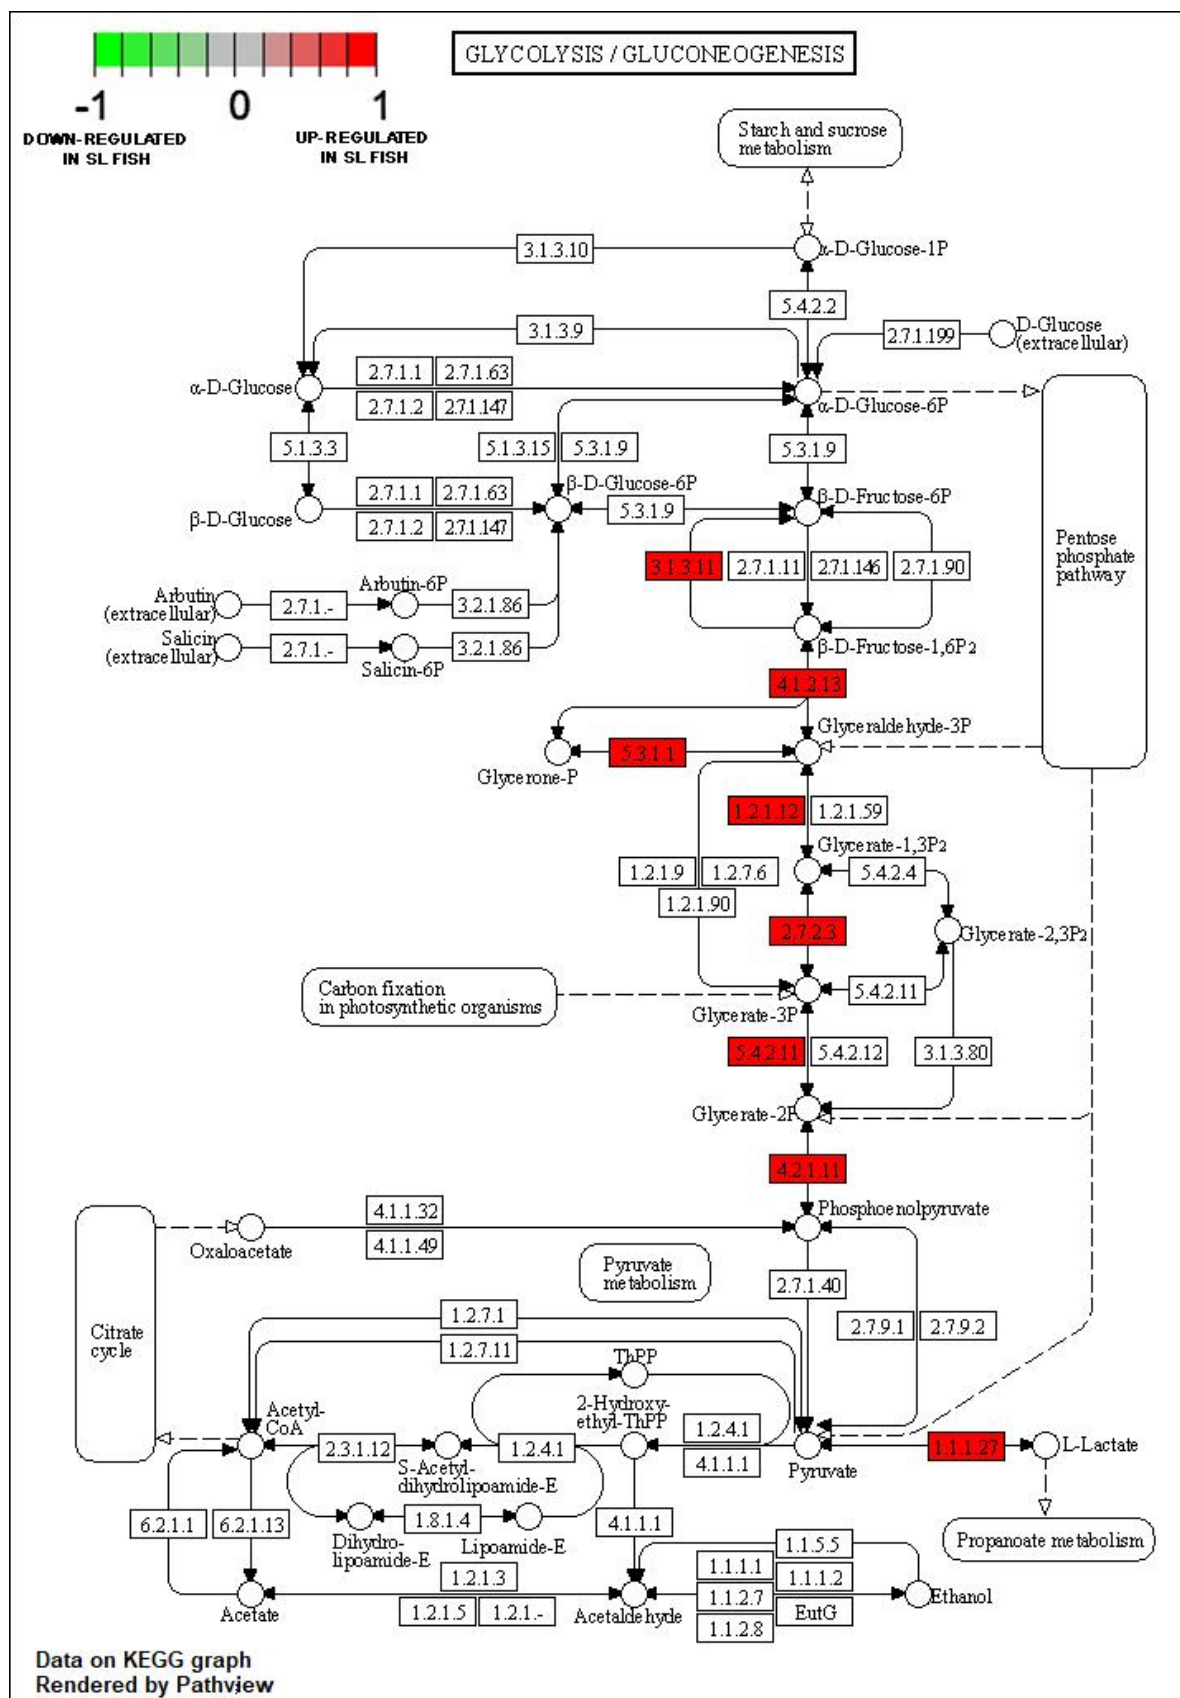 GLYCOLYSIS / GLUCONEOGENESIS
-1
0
1
DOWN-REGULATED
IN SL FISH
UP-REGULATED
IN SL FISH
Starch and sucrose
metabolism
3.1.3.10
α-D-Glucose-1P
5.4.2.2
3.1.3.9
2.7.1.199
D-Glucose
(extracellular)
α-D-Glucose
2.7.1.1
2.7.1.63
2.7.1.2
2.7.1.147
α-D-Glucose-6P
5.1.3.3
5.1.3.15
5.3.1.9
5.3.1.9
β-D-Glucose
2.7.1.1
2.7.1.63
2.7.1.2
2.7.1.147
β-D-Glucose-6P
5.3.1.9
β-D-Fructose-6P
Pentose
phosphate
pathway
3.1.3.11
2.7.1.11
2.7.1.146
2.7.1.90
Arbutin
(extracellular)
2.7.1.-
Arbutin-6P
3.2.1.86
Salicin
(extracellular)
2.7.1.-
Salicin-6P
3.2.1.86
β-D-Fructose-1,6P2
4.1.2.13
Glyceraldehyde-3P
5.3.1.1
Glycerone-P
1.2.1.12
1.2.1.59
Glycerate-1,3P2
1.2.1.9
1.2.7.6
1.2.1.90
5.4.2.4
2.7.2.3
Glycerate-2,3P2
Carbon fixation
in photosynthetic organisms
5.4.2.11
Glycerate-3P
5.4.2.11
5.4.2.12
3.1.3.80
Glycerate-2P
4.2.1.11
4.1.1.32
Oxaloacetate
4.1.1.49
Phosphoenolpyruvate
Pyruvate
metabolism
2.7.1.40
Citrate
cycle
1.2.7.1
1.2.7.11
2.7.9.1
2.7.9.2
ThPP
2-Hydroxy-
ethyl-ThPP
Acetyl-
CoA
2.3.1.12
1.2.4.1
1.2.4.1
4.1.1.1
Pyruvate
1.1.1.27
L-Lactate
S-Acetyl-
dihydrolipoamide-E
6.2.1.1
6.2.1.13
Dihydro-
lipoamide-E
1.8.1.4
Lipoamide-E
4.1.1.1
Propanoate metabolism
1.1.5.5
1.2.1.3
1.1.1.1
1.1.1.2
Acetate
1.2.1.5
1.2.1.-
Acetaldehyde
1.1.2.7
EutG
1.1.2.8
Ethanol
Data on KEGG graph
Rendered by Pathview